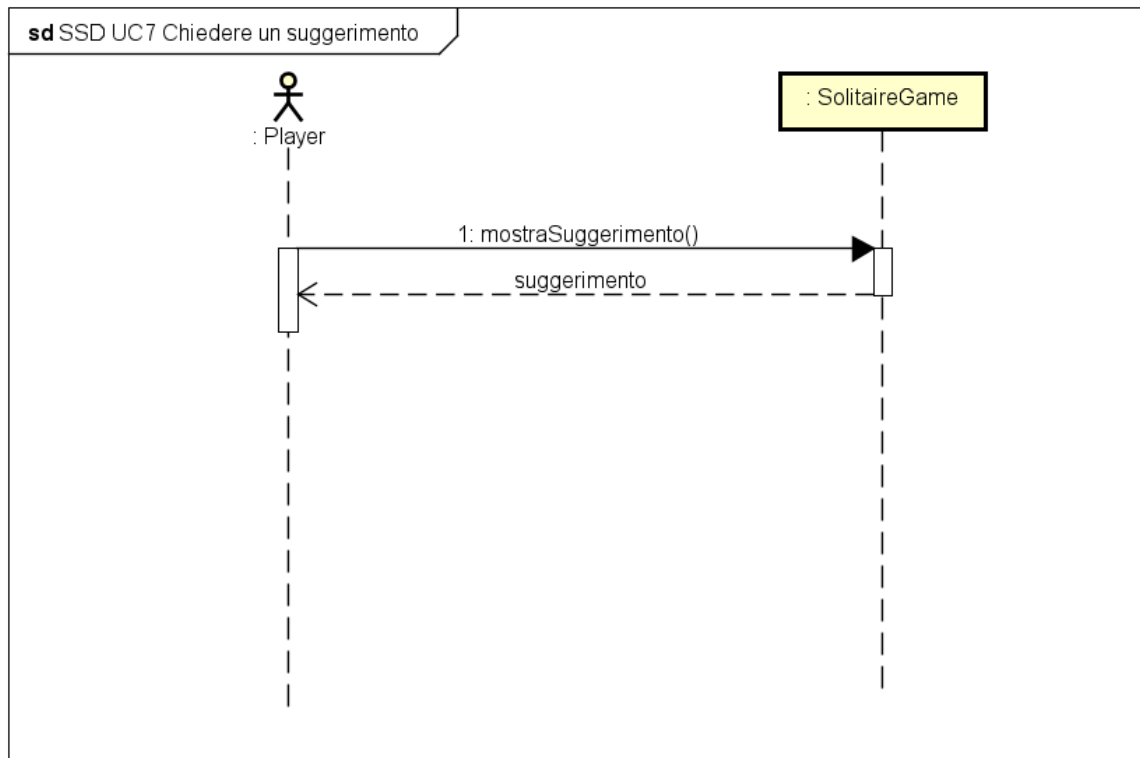 sd SSD UC7 Chiedere un suggerimento
: Player
: SolitaireGame
1: mostraSuggerimento()
suggerimento